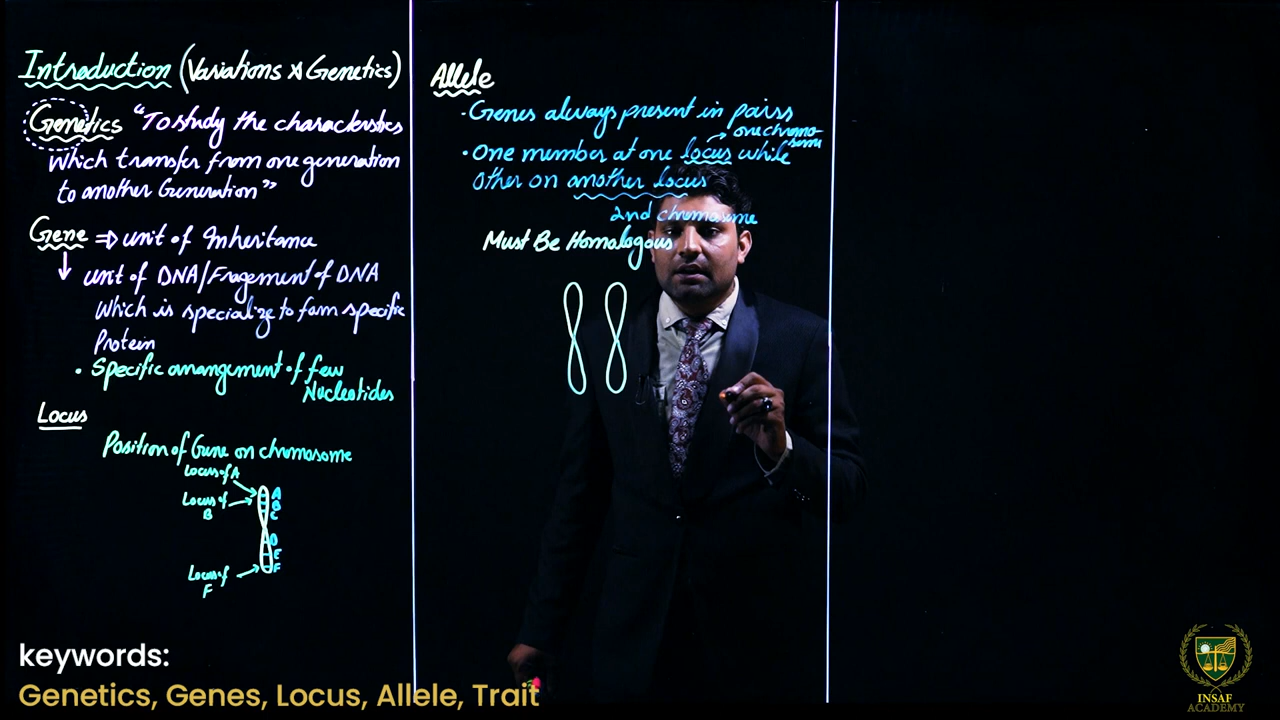 Introduction (Variations & Genetics)
Genetics "To study the characteristics
Which transfer from one generation
to another Generation"
Gene ⇒ unit of Inheritance
unit of DNA/Fragement of DNA
Which is specialize to form specific
Protein
• Specific arrangement of few
Nucleotides
Locus
Position of Gene on chromosome
Locus of A
Locus of
B
A
B
C
D
E
F
Locus of
F
Allele
• Genes always present in pairs
one chromo-
some
• One member at one locus while
Other on another locus
2nd chromosome
Must Be Homalogous
keywords:
Genetics, Genes, Locus, Allele, Trait
INSAF
ACADEMY